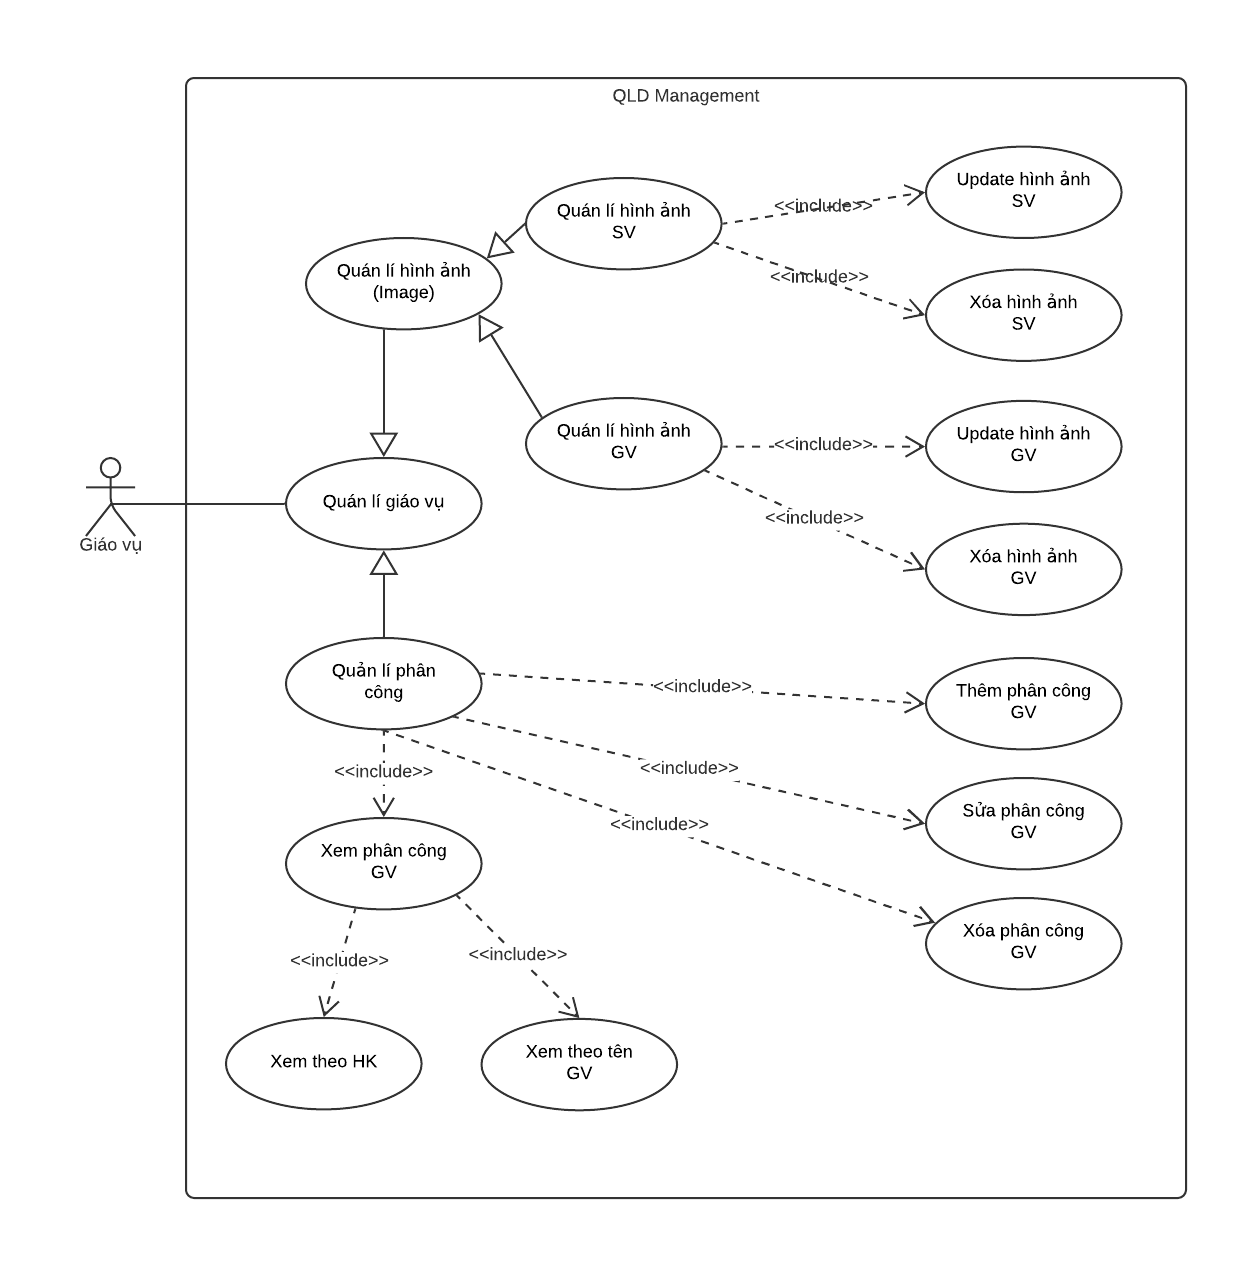 QLD Management
Update hình ảnh
SV
Quán lí hình ảnh
SV
<<include>>
Quán lí hình ảnh
(Image)
<<include>>
Xóa hình ảnh
SV
Quán lí hình ảnh
GV
<<include>>
Update hình ảnh
GV
Quán lí giáo vụ
<<include>>
Giáo vụ
Xóa hình ảnh
GV
Quản lí phân
công
<<include>>
Thêm phân công
GV
<<include>>
<<include>>
Sửa phân công
GV
<<include>>
Xem phân công
GV
Xóa phân công
GV
<<include>>
<<include>>
Xem theo HK
Xem theo tên
GV